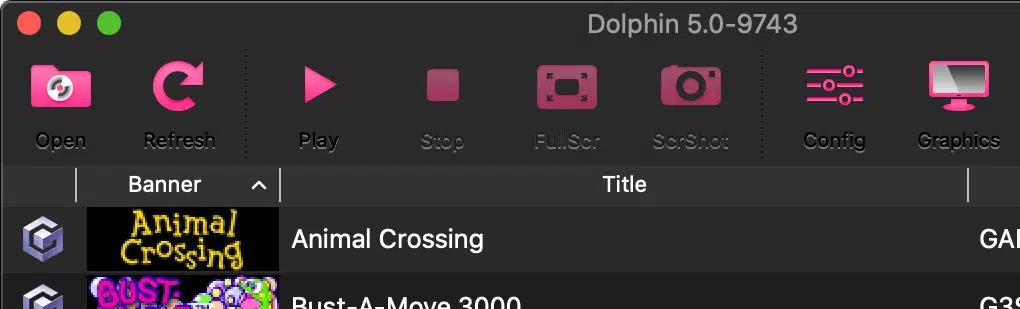 Dolphin 5.0-9743
Open Refresh Play Stop FullScr ScrShot Config Graphics
Banner Title
Animal
Crossing
Animal Crossing
BUST-
Bust-A-Move 3000